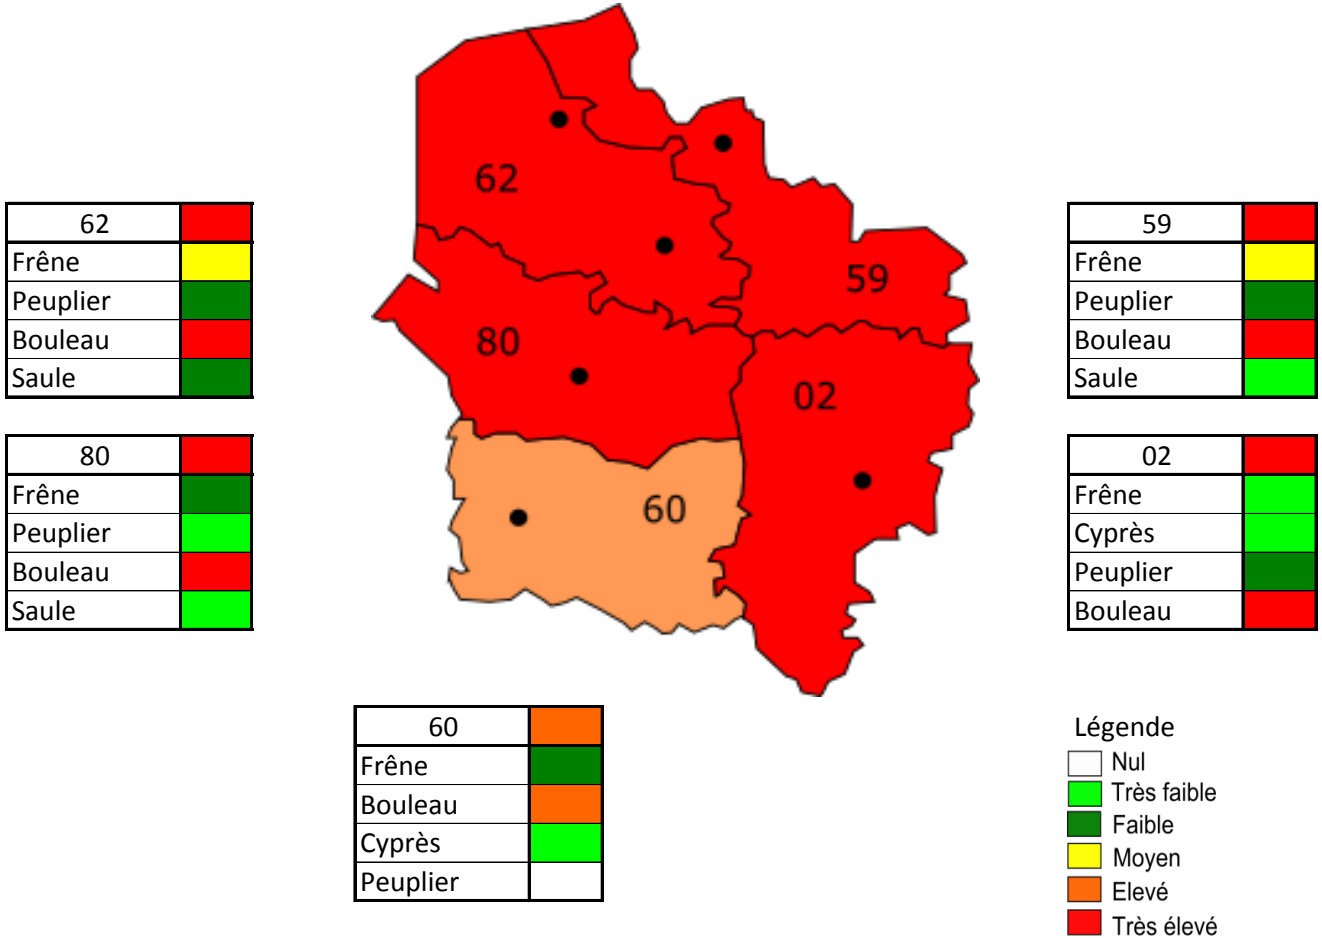 62
Frêne
Peuplier
Bouleau
Saule
80
Frêne
Peuplier
Bouleau
Saule
62
59
80
02
60
59
Frêne
Peuplier
Bouleau
Saule
02
Frêne
Cyprès
Peuplier
Bouleau
60
Frêne
Bouleau
Cyprès
Peuplier
Légende
Nul
Très faible
Faible
Moyen
Elevé
Très élevé